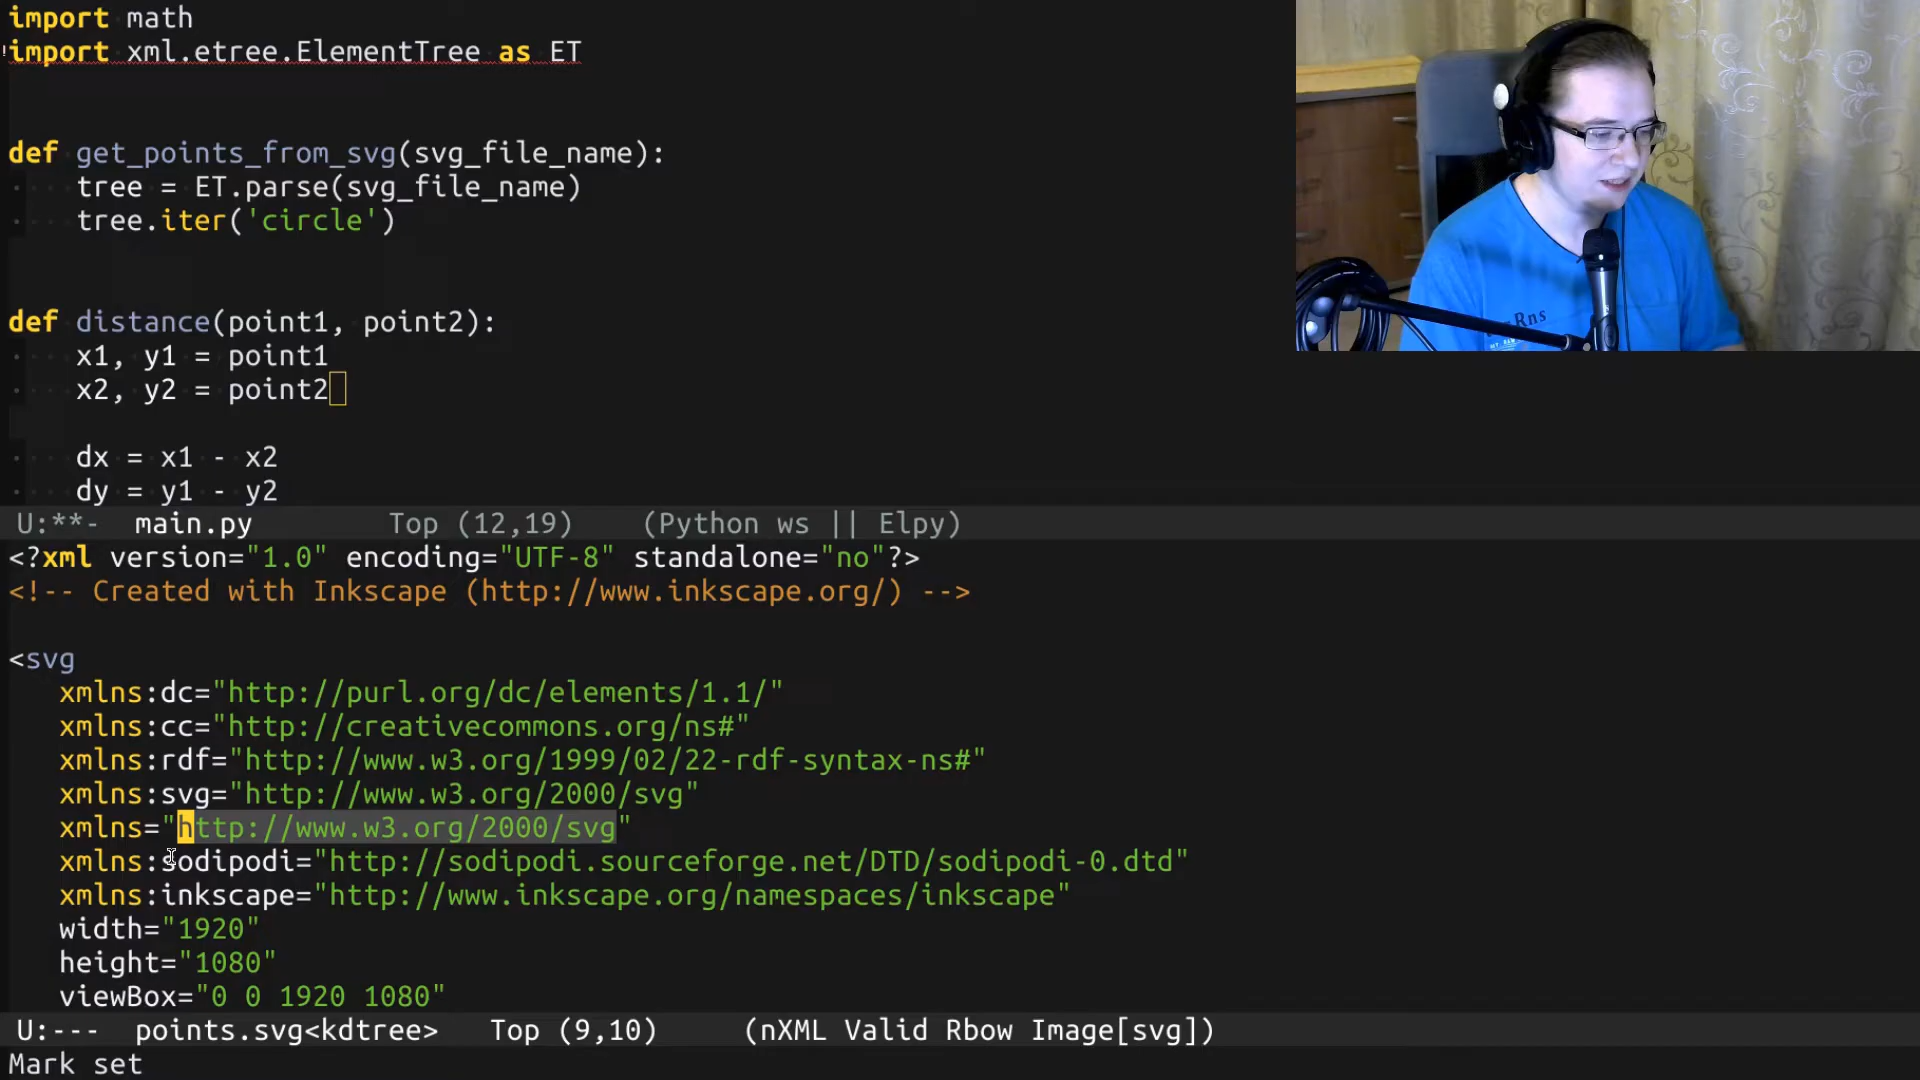 import math
!import xml.etree.ElementTree as ET
def get_points_from_svg(svg_file_name):
tree = ET.parse(svg_file_name)
tree.iter('circle')
def distance(point1, point2):
x1, y1 = point1
x2, y2 = point2
dx = x1 - x2
dy = y1 - y2
U:**- main.py Top (12,19) (Python ws || Elpy)
<?xml version="1.0" encoding="UTF-8" standalone="no"?>
<!-- Created with Inkscape (http://www.inkscape.org/) -->
<svg
xmlns:dc="http://purl.org/dc/elements/1.1/"
xmlns:cc="http://creativecommons.org/ns#"
xmlns:rdf="http://www.w3.org/1999/02/22-rdf-syntax-ns#"
xmlns:svg="http://www.w3.org/2000/svg"
xmlns="http://www.w3.org/2000/svg"
xmlns:sodipodi="http://sodipodi.sourceforge.net/DTD/sodipodi-0.dtd"
xmlns:inkscape="http://www.inkscape.org/namespaces/inkscape"
width="1920"
height="1080"
viewBox="0 0 1920 1080"
U:--- points.svg<kdtree> Top (9,10) (nXML Valid Rbow Image[svg])
Mark set